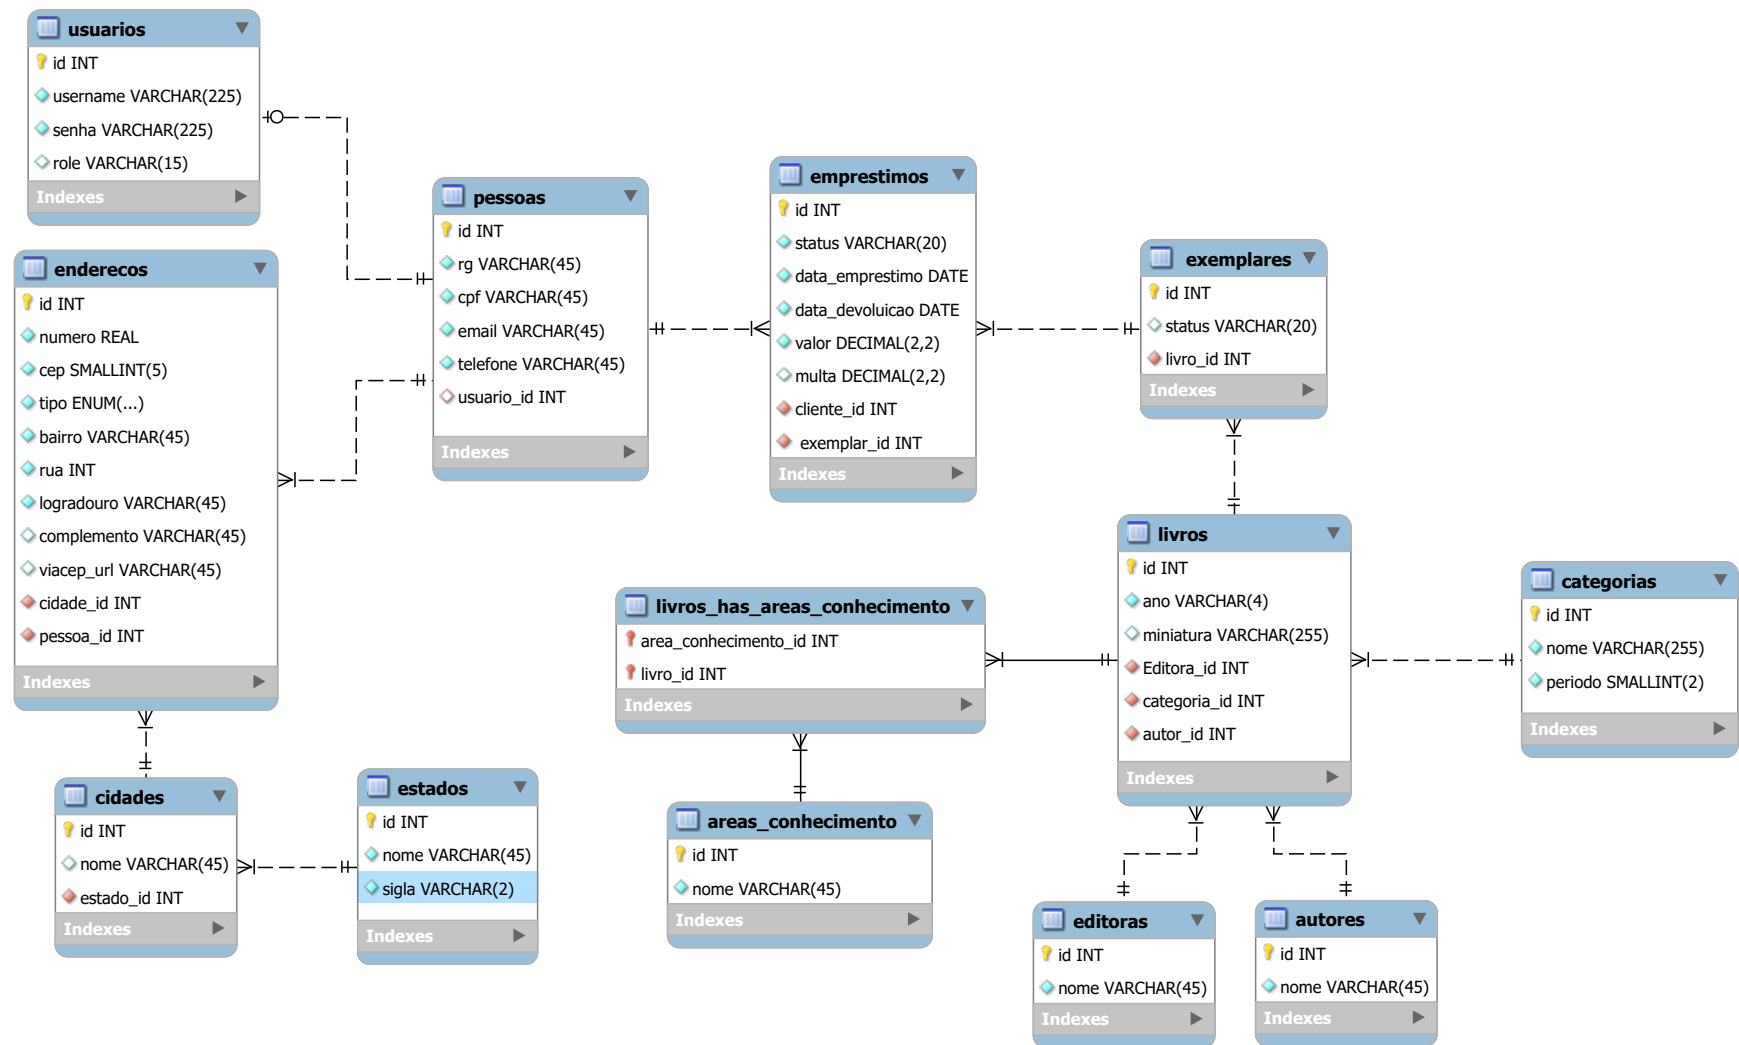 usuarios
id INT
username VARCHAR(225)
senha VARCHAR(225)
role VARCHAR(15)
Indexes
enderecos
id INT
numero REAL
cep SMALLINT(5)
tipo ENUM(...)
bairro VARCHAR(45)
rua INT
logradouro VARCHAR(45)
complemento VARCHAR(45)
viacep_url VARCHAR(45)
cidade_id INT
pessoa_id INT
Indexes
pessoas
id INT
rg VARCHAR(45)
cpf VARCHAR(45)
email VARCHAR(45)
telefone VARCHAR(45)
usuario_id INT
Indexes
emprestimos
id INT
status VARCHAR(20)
data_emprestimo DATE
data_devoluicao DATE
valor DECIMAL(2,2)
multa DECIMAL(2,2)
cliente_id INT
exemplar_id INT
Indexes
exemplares
id INT
status VARCHAR(20)
livro_id INT
Indexes
livros
id INT
ano VARCHAR(4)
miniatura VARCHAR(255)
Editora_id INT
categoria_id INT
autor_id INT
Indexes
categorias
id INT
nome VARCHAR(255)
periodo SMALLINT(2)
Indexes
livros_has_areas_conhecimento
area_conhecimento_id INT
livro_id INT
Indexes
cidades
id INT
nome VARCHAR(45)
estado_id INT
Indexes
estados
id INT
nome VARCHAR(45)
sigla VARCHAR(2)
Indexes
areas_conhecimento
id INT
nome VARCHAR(45)
Indexes
editoras
id INT
nome VARCHAR(45)
Indexes
autores
id INT
nome VARCHAR(45)
Indexes